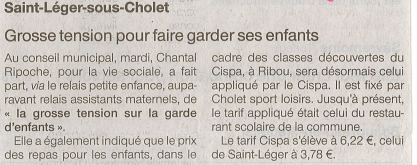 Saint-Léger-sous-Cholet
Grosse tension pour faire garder ses enfants
Au conseil municipal, mardi, Chantal
Ripoche, pour la vie sociale, a fait
part, via le relais petite enfance, aupa-
ravant relais assistants maternels, de
« la grosse tension sur la garde
d'enfants ».
Elle a également indiqué que le prix
des repas pour les enfants, dans le
cadre des classes découvertes du
Cispa, à Ribou, sera désormais celui
appliqué par le Cispa. Il est fixé par
Cholet sport loisirs. Jusqu'à présent,
le tarif appliqué était celui du restau-
rant scolaire de la commune.
Le tarif Cispa s'élève à 6,22 €, celui
de Saint-Léger à 3,78 €.